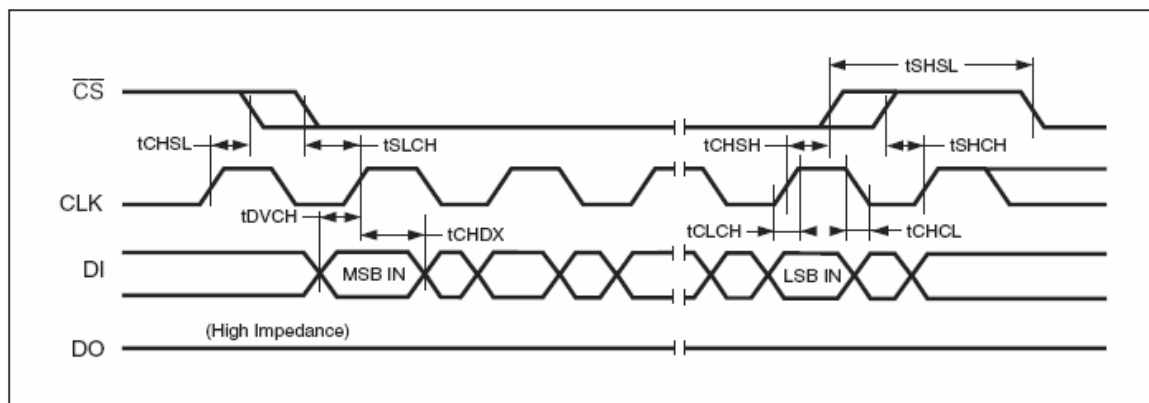 tSHSL
CS
tCHSL
tSLCH
tCHSH
tSHCH
CLK
tDVCH
tCHDX
tCLCH
tCHCL
DI
MSB IN
LSB IN
(High Impedance)
DO